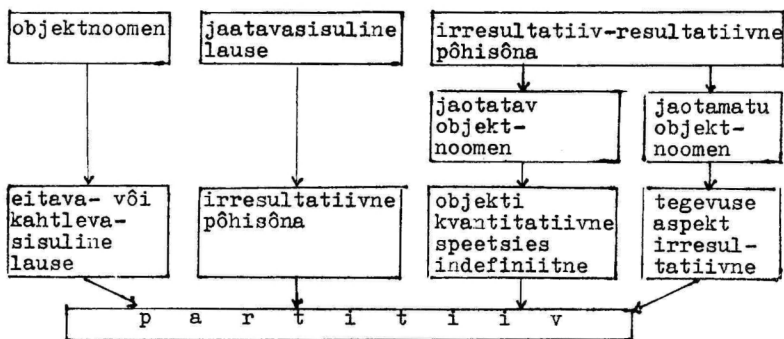 objektnoomen
jaatavasisuline
lause
irresultatiiv-resultatiivne
põhisõna
jaotatav
objekt-
noomen
jaotamatu
objekt-
noomen
eitava- või
kahtleva-
sisuline
lause
irresultatiivne
põhisõna
objekti
kvantitatiivne
speetsies
indefiniitne
tegevuse
aspekt
irresul-
tatiivne
p a r t i t i i v